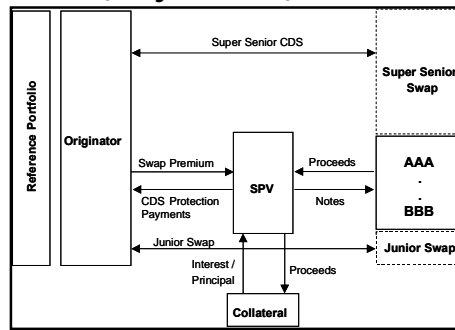 Super Senior CDS
Super Senior
Swap
Reference Portfolio
Originator
Swap Premium
CDS Protection
Payments
SPV
Proceeds
Notes
AAA
.
.
BBB
Junior Swap
Junior Swap
Interest /
Principal
Proceeds
Collateral